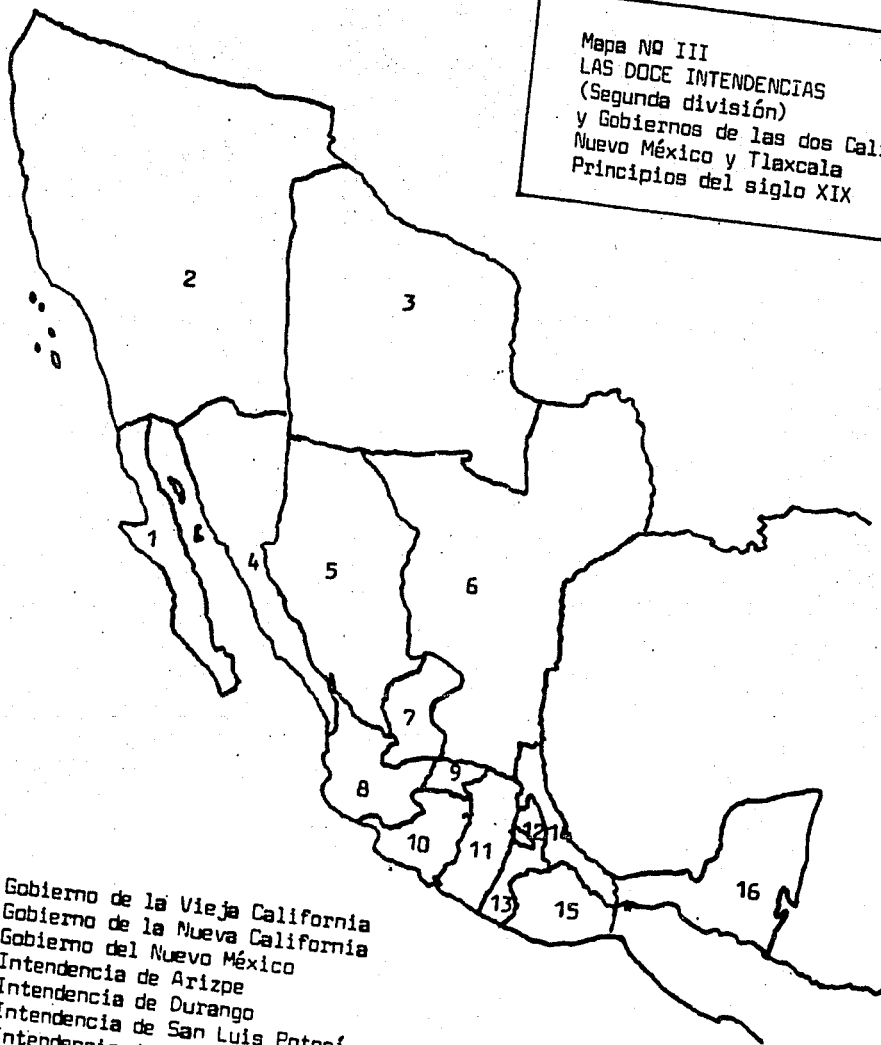 Mapa Nº III
LAS DOCE INTENDENCIAS
(Segunda división)
y Gobiernos de las dos
Nuevo México y Tlaxcala
Principios del siglo XIX
2
3
1
4
5
6
7
8
9
10
11
12
14
13
15
16
Gobierno de la Vieja California
Gobierno de la Nueva California
Gobierno del Nuevo México
Intendencia de Arizpe
Intendencia de Durango
Intendencia de San Luis Potosí